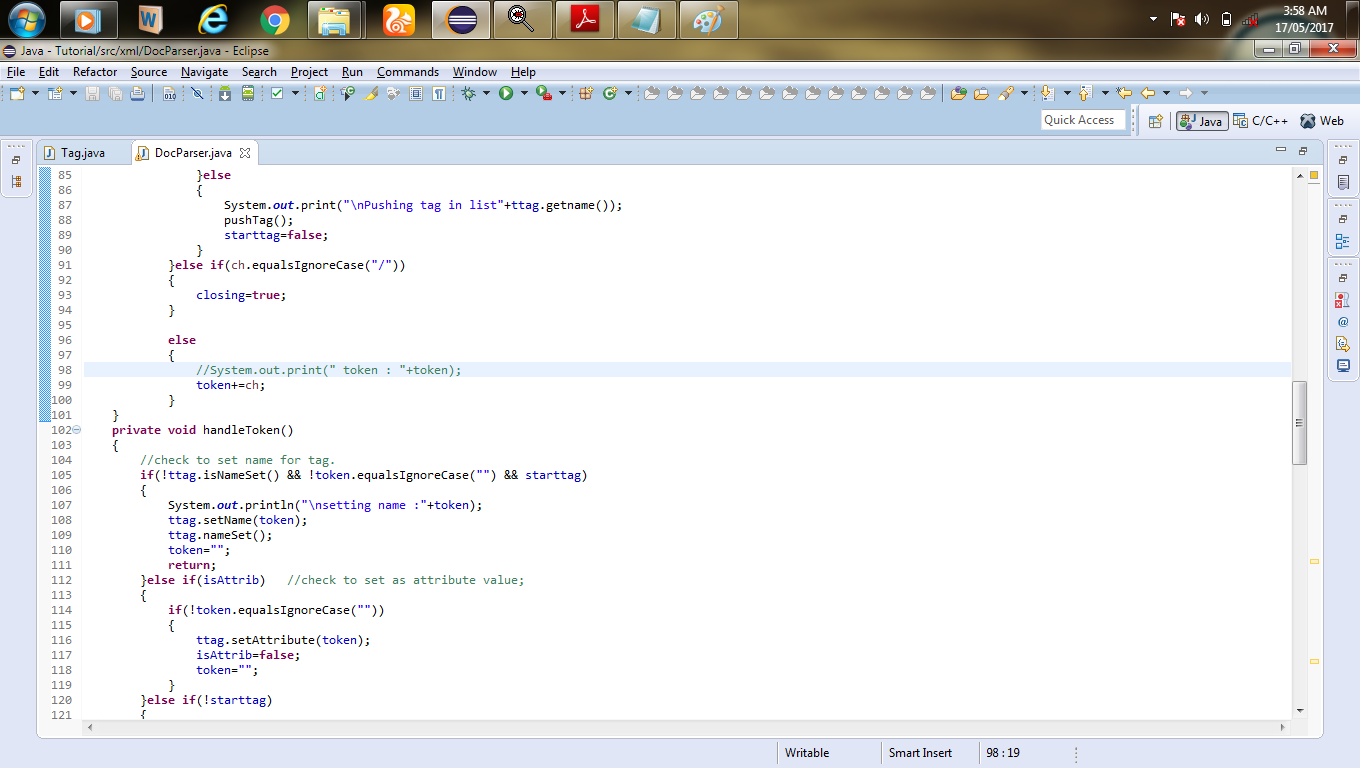 3:58 AM
17/05/2017
Java - Tutorial/src/xml/DocParser.java - Eclipse
File Edit Refactor Source Navigate Search Project Run Commands Window Help
Quick Access Java C/C++ Web
Tag.java DocParser.java
85 }else
86 {
87 System.out.print("\nPushing tag in list"+ttag.getname());
88 pushTag();
89 starttag=false;
90 }
91 }else if(ch.equalsIgnoreCase("/"))
92 {
93 closing=true;
94 }
95
96 else
97 {
98 //System.out.print(" token : "+token);
99 token+=ch;
100 }
101 }
102 private void handleToken()
103 {
104 //check to set name for tag.
105 if(!ttag.isNameSet() && !token.equalsIgnoreCase("") && starttag)
106 {
107 System.out.println("\nsetting name :"+token);
108 ttag.setName(token);
109 ttag.nameSet();
110 token="";
111 return;
112 }else if(isAttrib) //check to set as attribute value;
113 {
114 if(!token.equalsIgnoreCase(""))
115 {
116 ttag.setAttribute(token);
117 isAttrib=false;
118 token="";
119 }
120 }else if(!starttag)
121 {
Writable Smart Insert 98 : 19